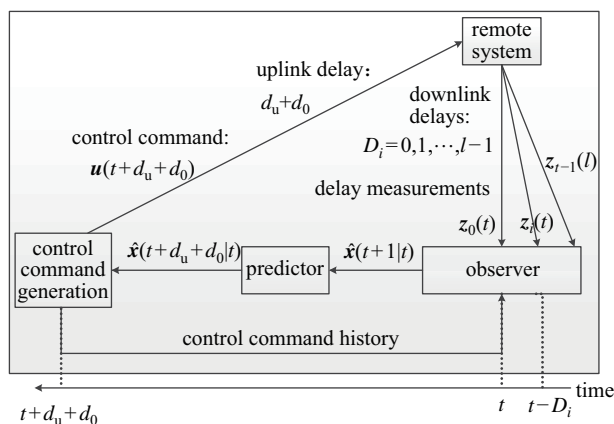 remote
system
uplink delay:
d_u+d_0
downlink
delays:
D_i=0,1,⋯,l−1
control command:
u(t+d_u+d_0)
z_{t−1}(l)
delay measurements
z_0(t)
z_i(t)
control
command
generation
x̂(t+d_u+d_0|t)
predictor
x̂(t+1|t)
observer
control command history
time
t+d_u+d_0
t
t−D_i